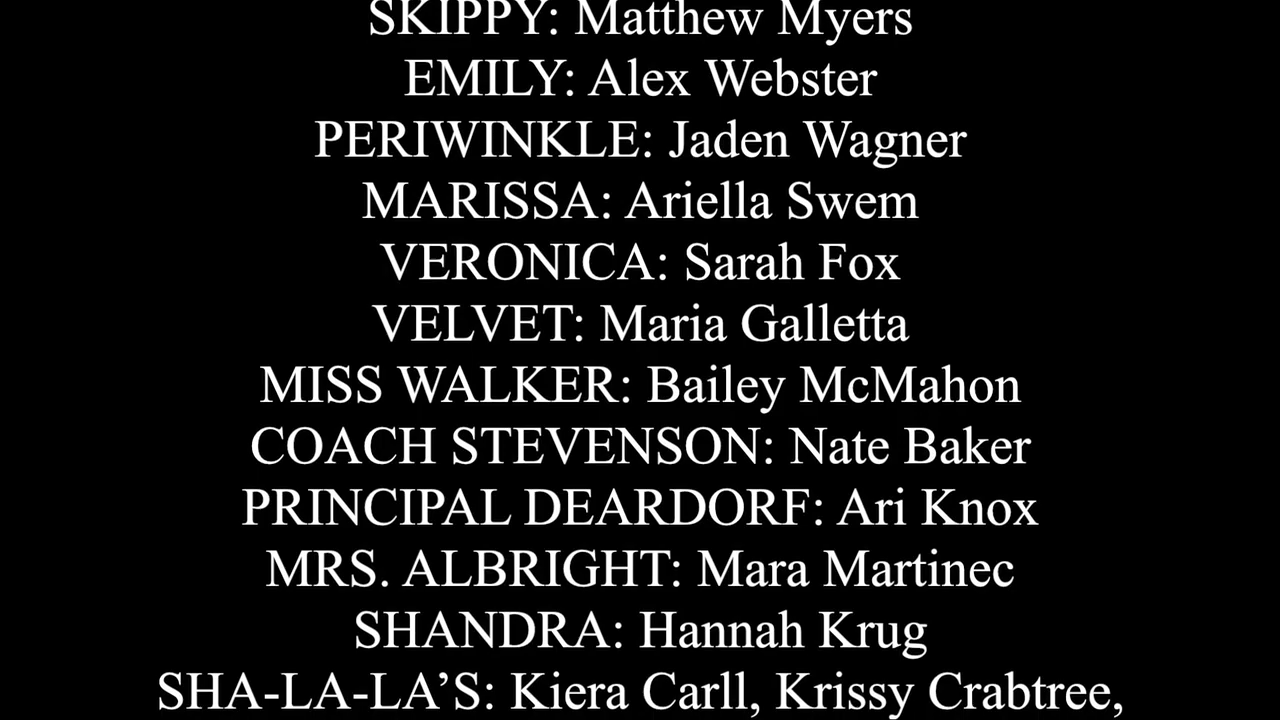 SKIPPY: Matthew Myers
EMILY: Alex Webster
PERIWINKLE: Jaden Wagner
MARISSA: Ariella Swem
VERONICA: Sarah Fox
VELVET: Maria Galletta
MISS WALKER: Bailey McMahon
COACH STEVENSON: Nate Baker
PRINCIPAL DEARDORF: Ari Knox
MRS. ALBRIGHT: Mara Martinec
SHANDRA: Hannah Krug
SHA-LA-LA’S: Kiera Carll, Krissy Crabtree,